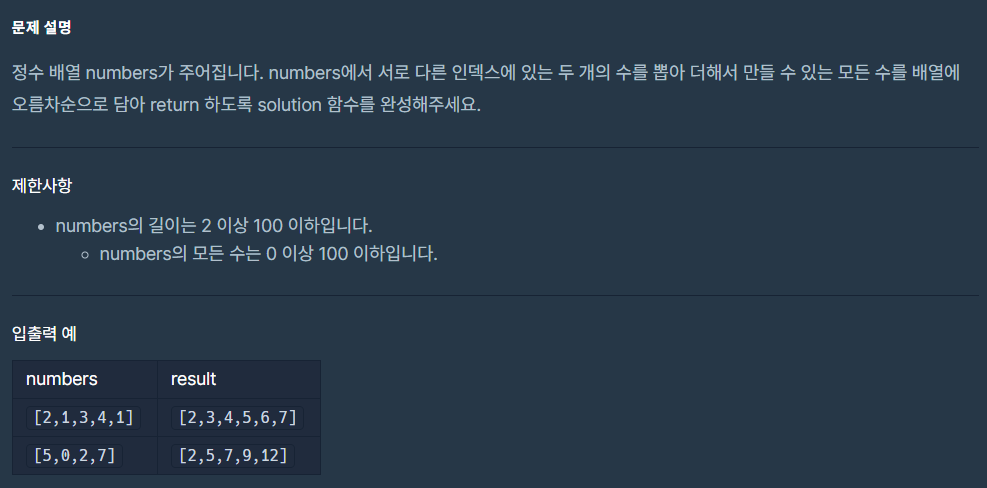 문제 설명
정수 배열 numbers가 주어집니다. numbers에서 서로 다른 인덱스에 있는 두 개의 수를 뽑아 더해서 만들 수 있는 모든 수를 배열에
오름차순으로 담아 return 하도록 solution 함수를 완성해주세요.
제한사항
• numbers의 길이는 2 이상 100 이하입니다.
◦ numbers의 모든 수는 0 이상 100 이하입니다.
입출력 예
numbers result
[2,1,3,4,1] [2,3,4,5,6,7]
[5,0,2,7] [2,5,7,9,12]